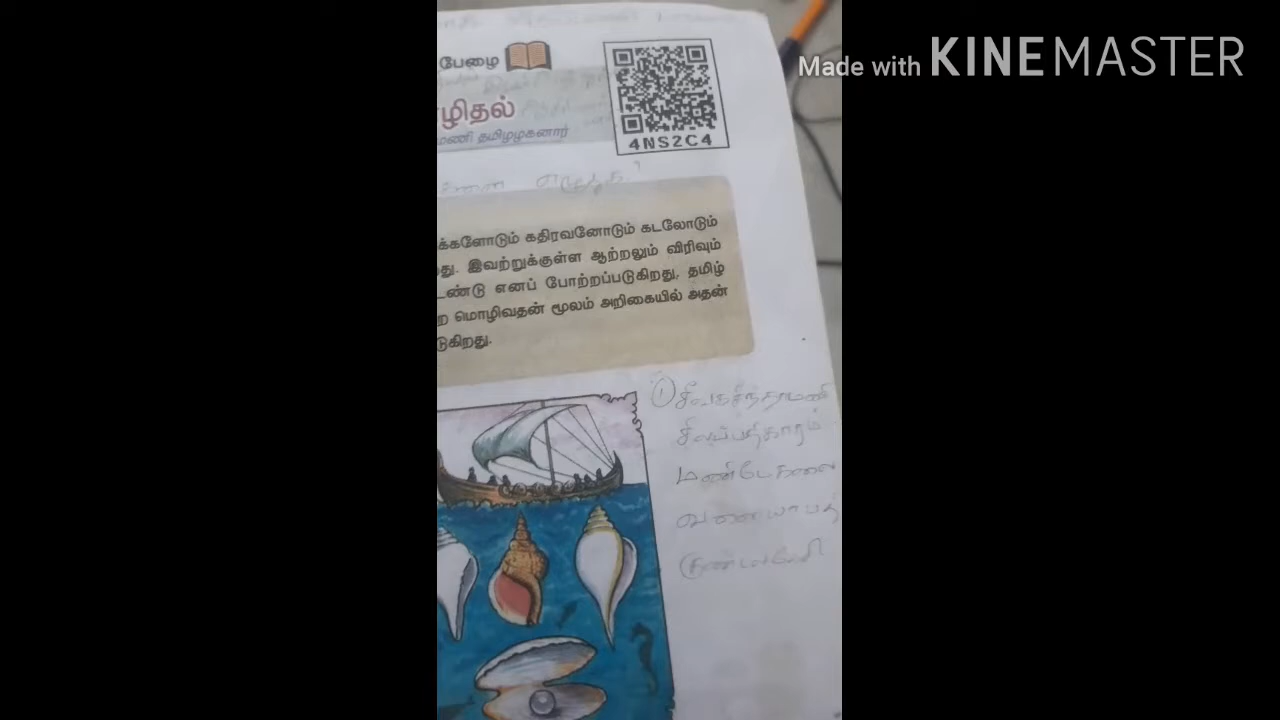 Made with KINEMASTER
பேழை
ழிதல்
மணி தமிழழகனார்
4NS2C4
எழுதுக
க்களோடும் கதிரவனோடும் கடலோடும்
து. இவற்றுக்குள்ள ஆற்றலும் விரிவும்
டண்டு எனப் போற்றப்படுகிறது. தமிழ்
ற மொழிவதன் மூலம் அறிகையில் அதன்
டுகிறது.
① சீவகசிந்தாமணி
சிலப்பதிகாரம்
மணிமேகலை
வளையாபதி
குண்டலகேசி